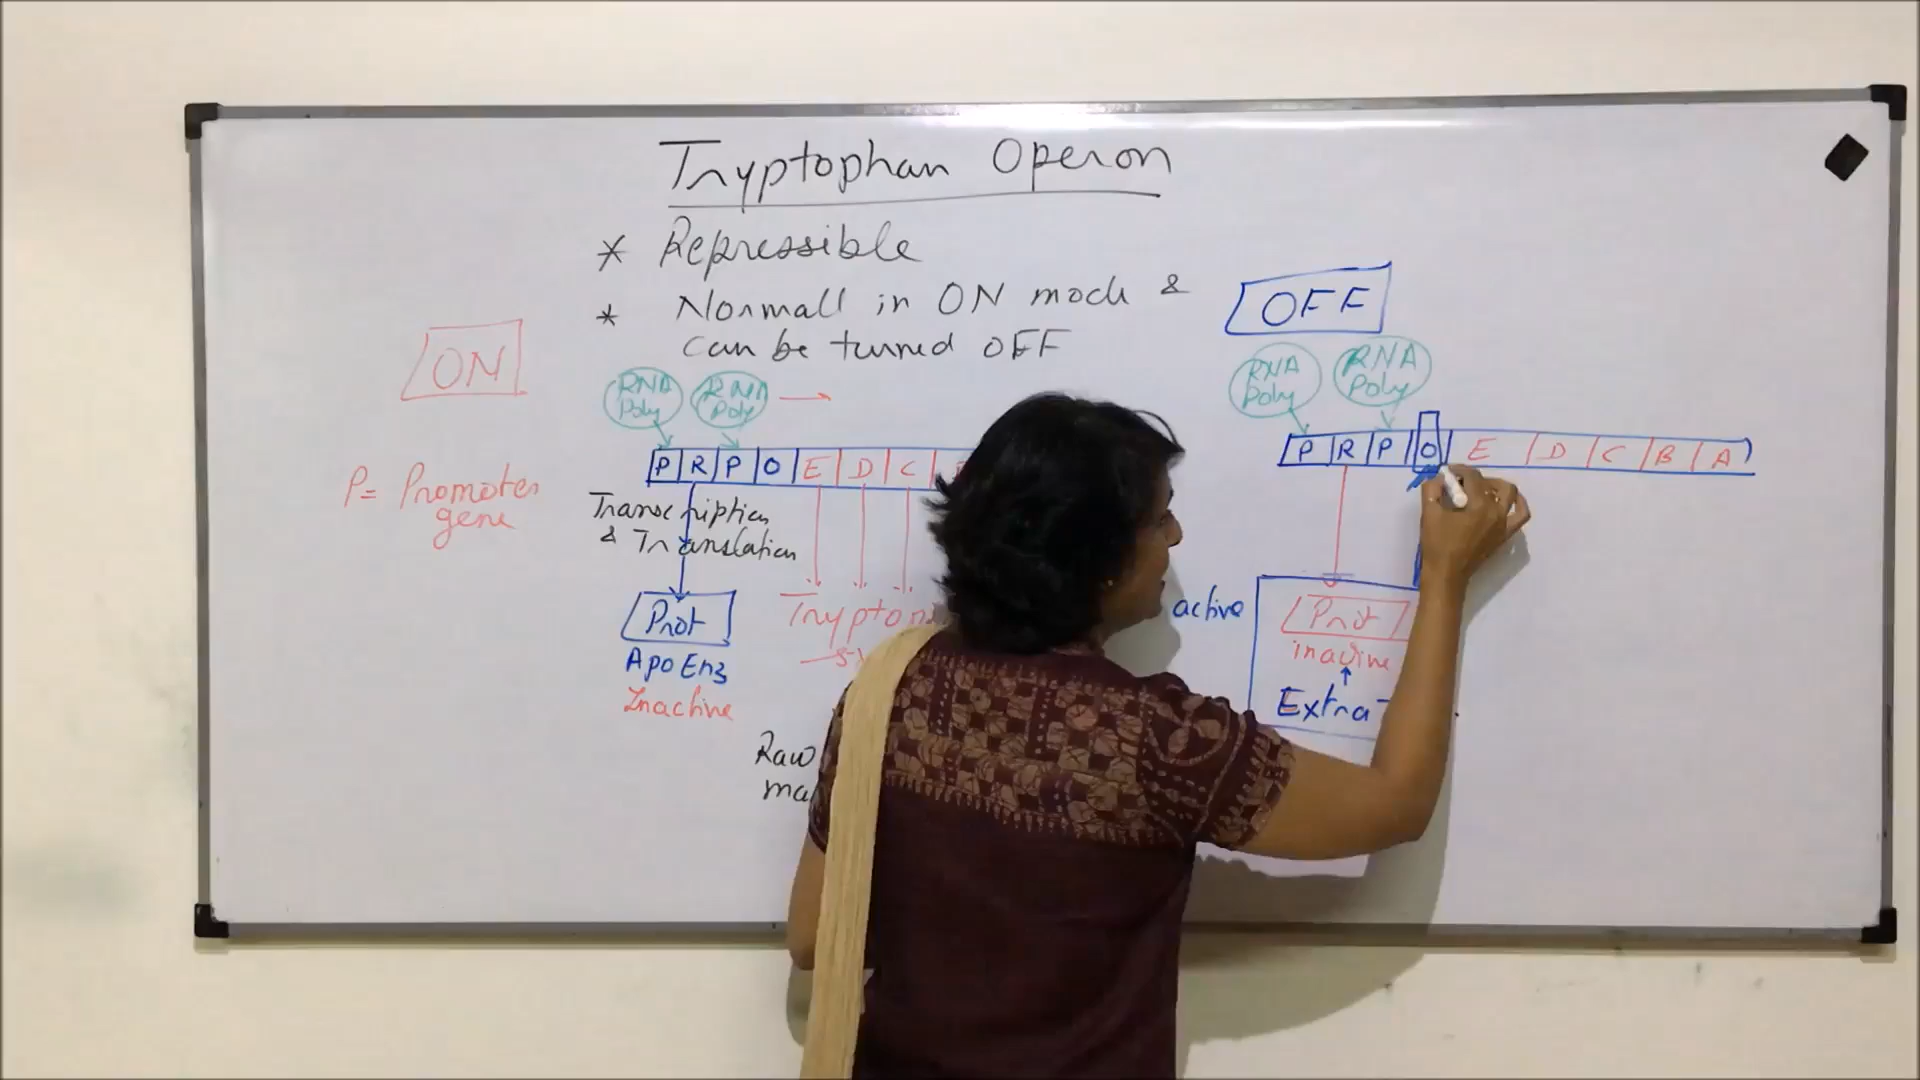 Tryptophan Operon
* Repressible
* Normall in ON mode &
can be turned OFF
ON
P= Promoter
gene
RNA
Poly
RNA
Poly
P R P O E D C
Transcription
& Translation
Prot
Apo Enz
Inactive
Raw
OFF
RNA
Poly
RNA
Poly
P R P O E D C B A
active
Prot
inactive
Extra